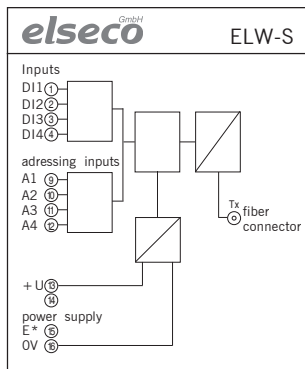 elseco GmbH
ELW-S
Inputs
DI1 1
DI2 2
DI3 3
DI4 4
adressing inputs
A1 9
A2 10
A3 11
A4 12
Tx
fiber
connector
+U 13
14
power supply
E* 15
0V 16